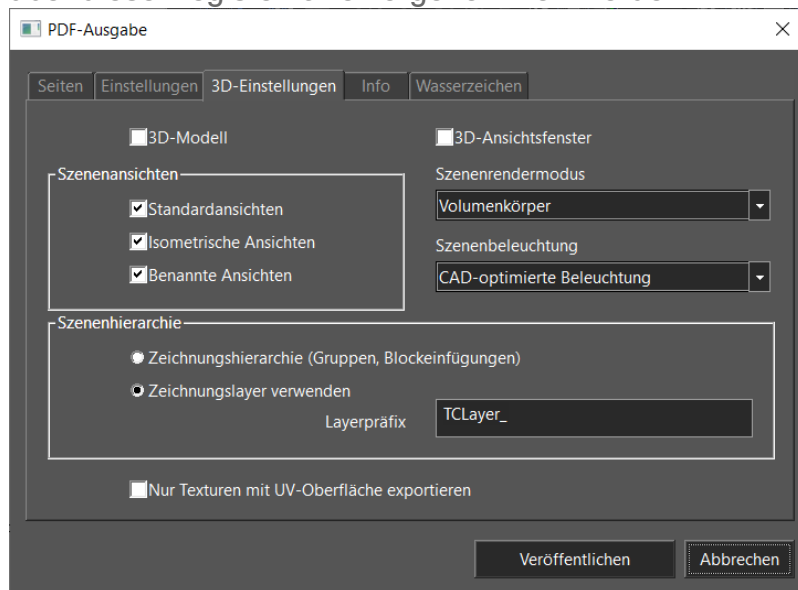 PDF-Ausgabe
Seiten Einstellungen 3D-Einstellungen Info Wasserzeichen
3D-Modell 3D-Ansichtsfenster
Szenenansichten
Standardansichten
Isometrische Ansichten
Benannte Ansichten
Szenenrendermodus
Volumenkörper
Szenenbeleuchtung
CAD-optimierte Beleuchtung
Szenenhierarchie
Zeichnungshierarchie (Gruppen, Blockeinfügungen)
Zeichnungslayer verwenden
Layerpräfix TCLayer_
Nur Texturen mit UV-Oberfläche exportieren
Veröffentlichen Abbrechen